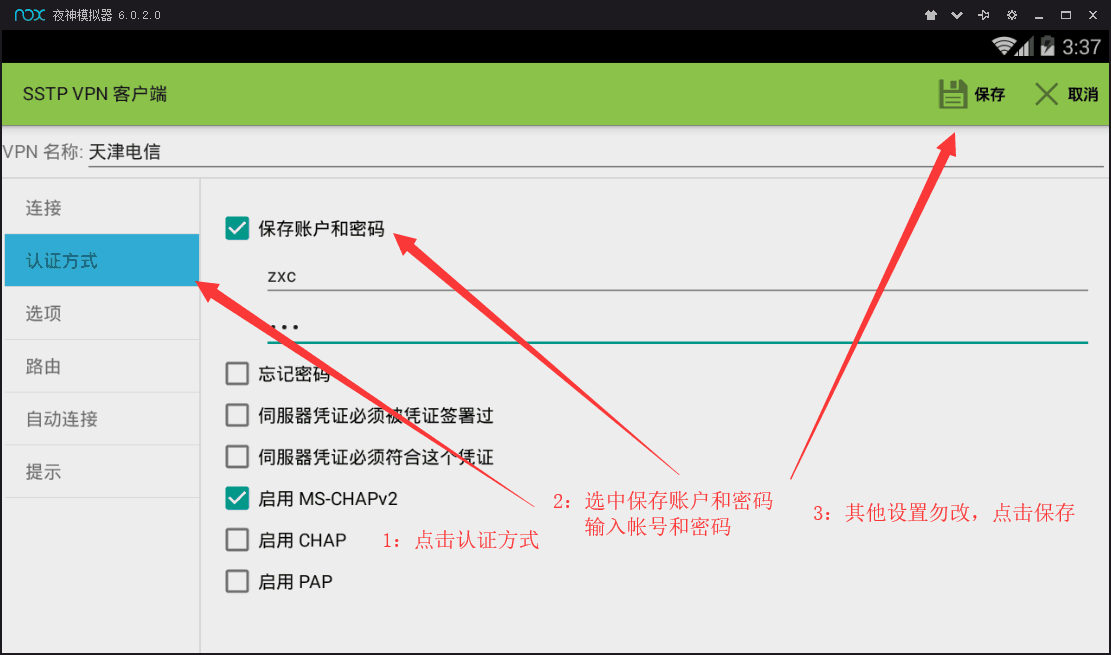 nox 夜神模拟器 6.0.2.0
3:37
SSTP VPN 客户端
保存
取消
VPN 名称: 天津电信
连接
认证方式
选项
路由
自动连接
提示
保存账户和密码
zxc
•••
忘记密码
伺服器凭证必须被凭证签署过
伺服器凭证必须符合这个凭证
启用 MS-CHAPv2
启用 CHAP
启用 PAP
1：点击认证方式
2：选中保存账户和密码
输入帐号和密码
3：其他设置勿改，点击保存